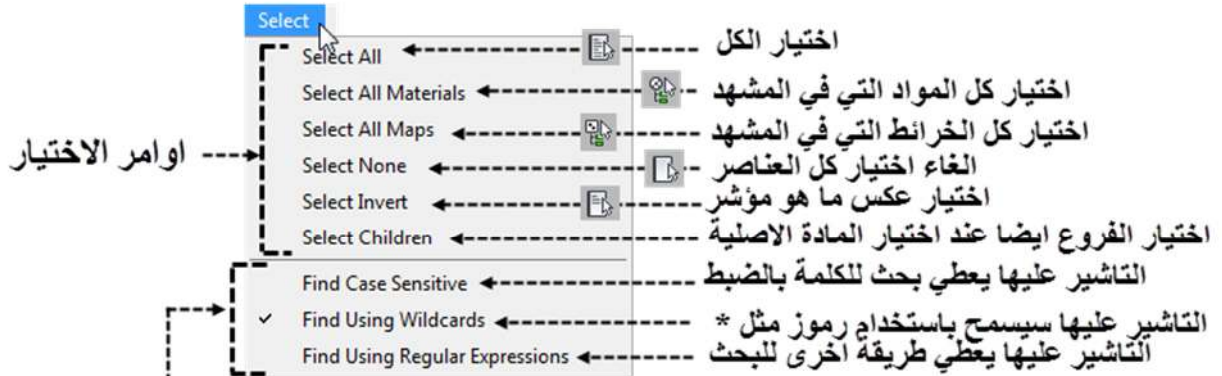 Select
Select All اختيار الكل
Select All Materials اختيار كل المواد التي في المشهد
Select All Maps اختيار كل الخرائط التي في المشهد
اوامر الاختيار
Select None الغاء اختيار كل العناصر
Select Invert اختيار عكس ما هو مؤشر
Select Children اختيار الفروع ايضا عند اختيار المادة الاصلية
Find Case Sensitive التاشير عليها يعطي بحث للكلمة بالضبط
Find Using Wildcards التاشير عليها سيسمح باستخدام رموز مثل *
Find Using Regular Expressions التاشير عليها يعطي طريقة اخرى للبحث